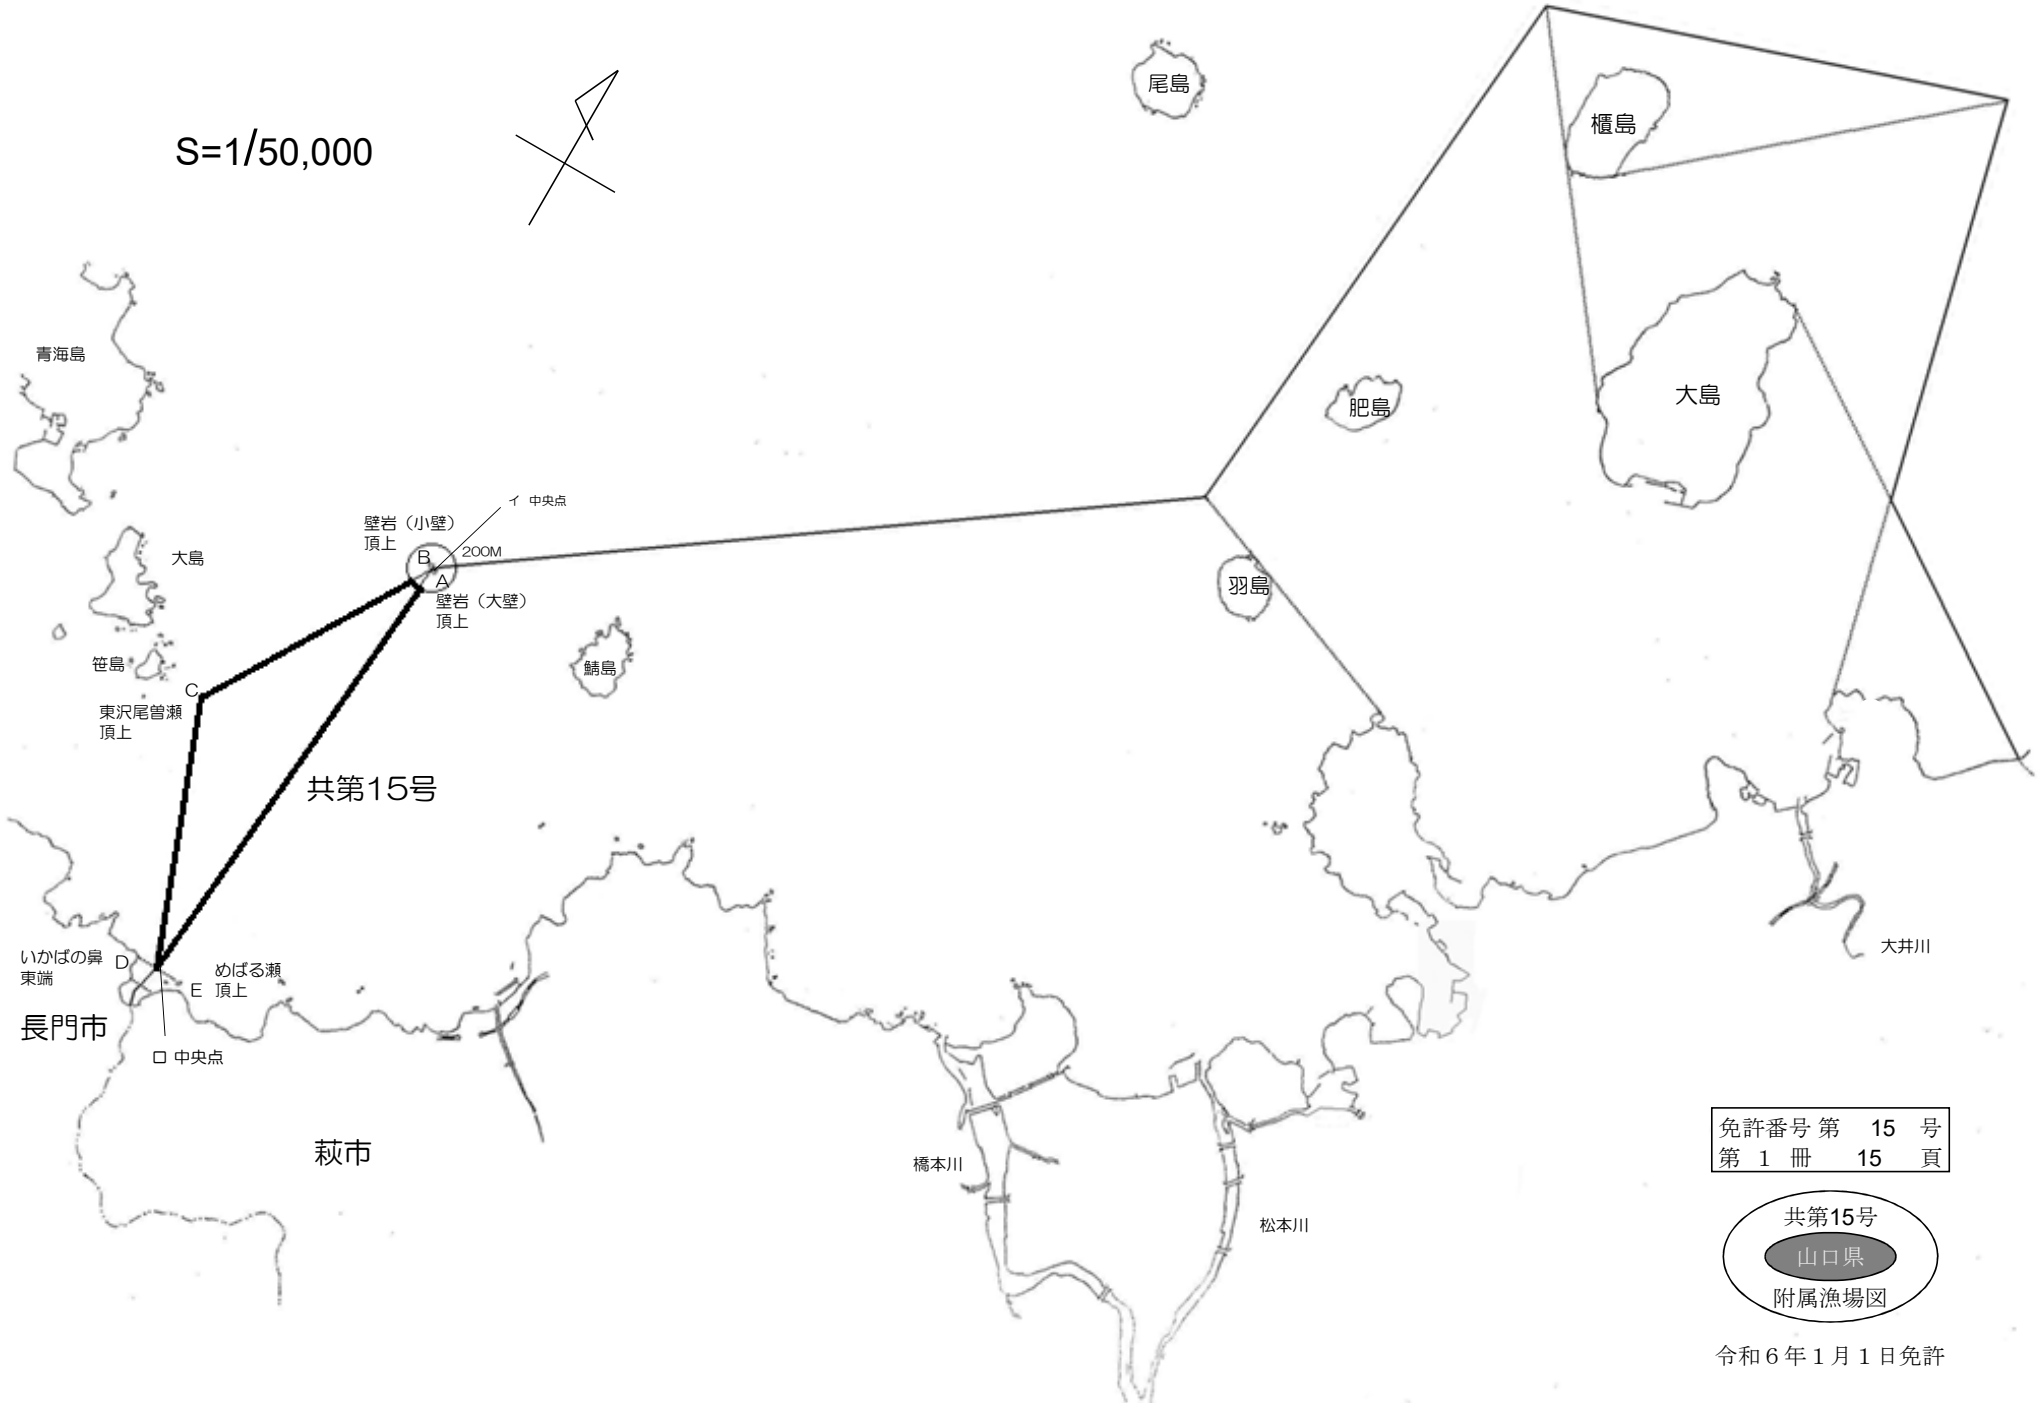 S=1/50,000
尾島
櫃島
青海島
大島
肥島
イ 中央点
壁岩（小壁）
頂上
B
200M
A
壁岩（大壁）
頂上
大島
羽島
笹島
鯖島
C
東沢尾曽瀬
頂上
共第15号
いかばの鼻
東端
D
めばる瀬
頂上
E
大井川
長門市
ロ 中央点
萩市
橋本川
松本川
免許番号 第 15 号
第 1 冊 15 頁
共第15号
山口県
附属漁場図
令和６年１月１日免許